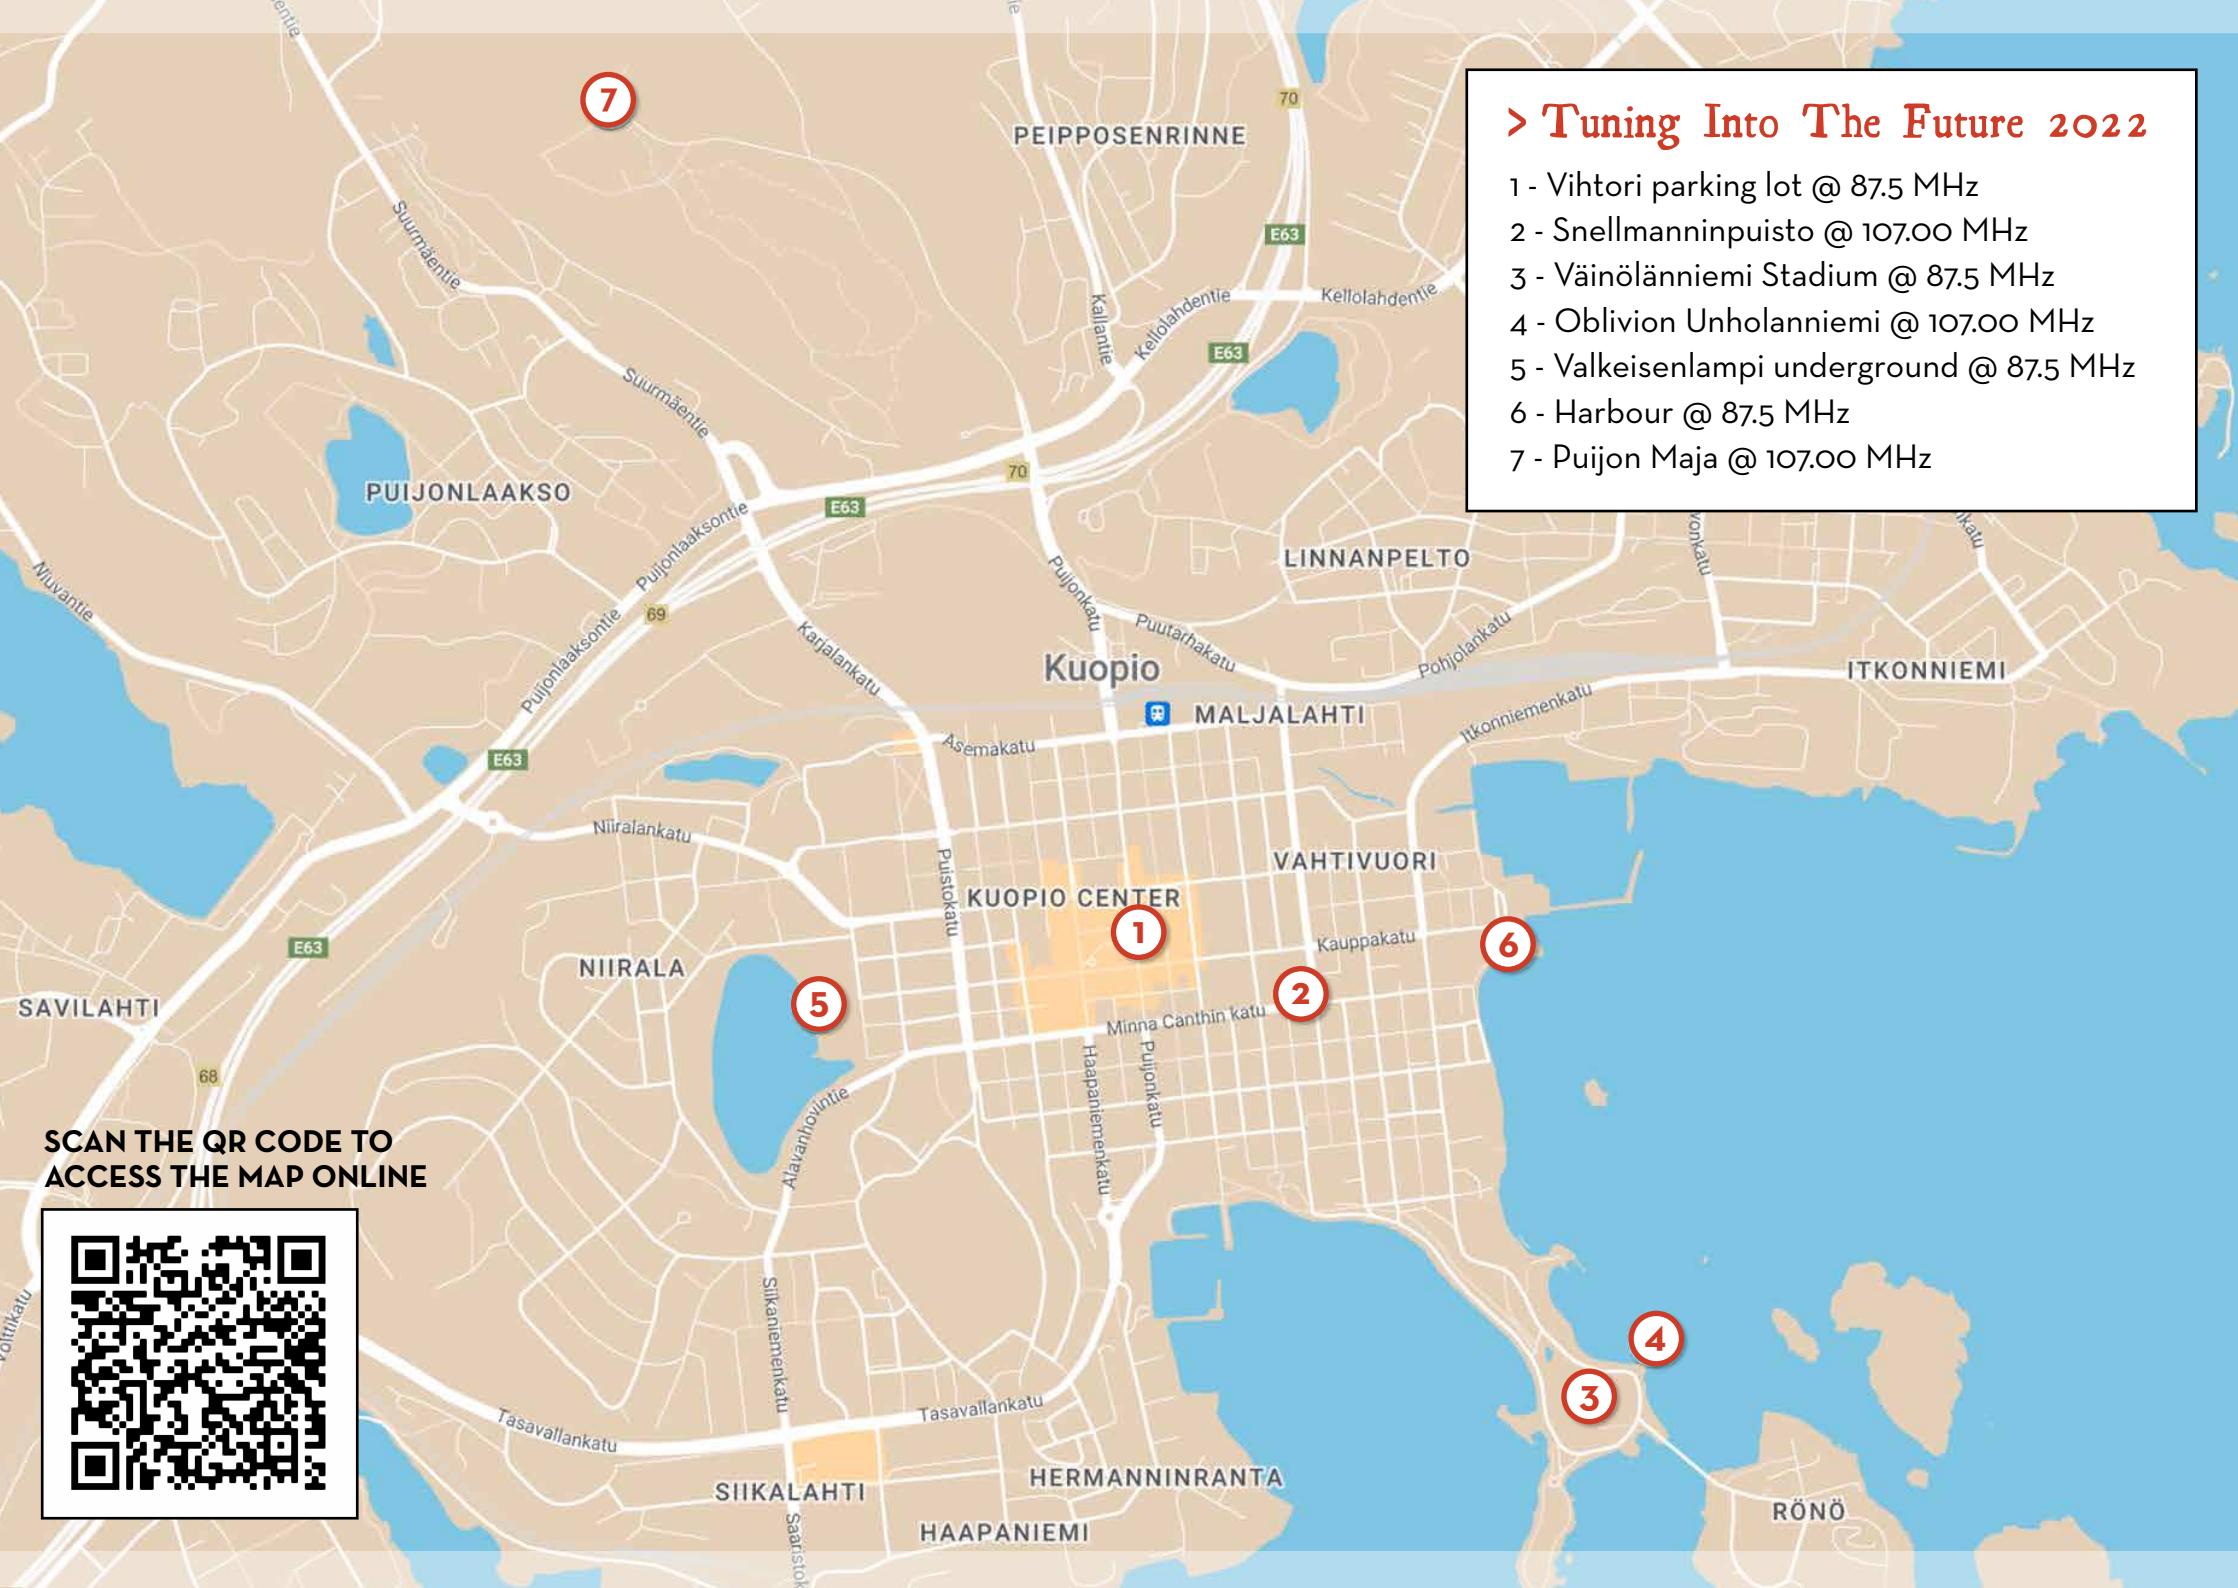 7
70
PEIPPOSENRINNE
> Tuning Into The Future 2022
1 - Vihtori parking lot @ 87.5 MHz
2 - Snellmanninpuisto @ 107.00 MHz
3 - Väinölänniemi Stadium @ 87.5 MHz
4 - Oblivion Unholanniemi @ 107.00 MHz
5 - Valkeisenlampi underground @ 87.5 MHz
6 - Harbour @ 87.5 MHz
7 - Puijon Maja @ 107.00 MHz
Suurmäentie
E63
Kallantie
Kellolahdentie
Kellolahdentie
E63
Suurmäentie
70
PUIJONLAAKSO
E63
Puijonlaaksontie
LINNANPELTO
Niuvantie
Puijonkatu
69
Puijonlaaksontie
Karjalankatu
Puutarhakatu
Pohjolankatu
Kuopio
ITKONNIEMI
MALJALAHTI
Itkonniemenkatu
Asemakatu
E63
Niiralankatu
VAHTIVUORI
Puistokatu
KUOPIO CENTER
1
Kauppakatu
6
E63
NIIRALA
5
2
SAVILAHTI
Minna Canthin katu
68
Haapaniemenkatu
Puijonkatu
Alavanhovintie
SCAN THE QR CODE TO
ACCESS THE MAP ONLINE
Siikaniemenkatu
4
3
Tasavallankatu
Tasavallankatu
SIIKALAHTI
HERMANNINRANTA
HAAPANIEMI
RÖNÖ